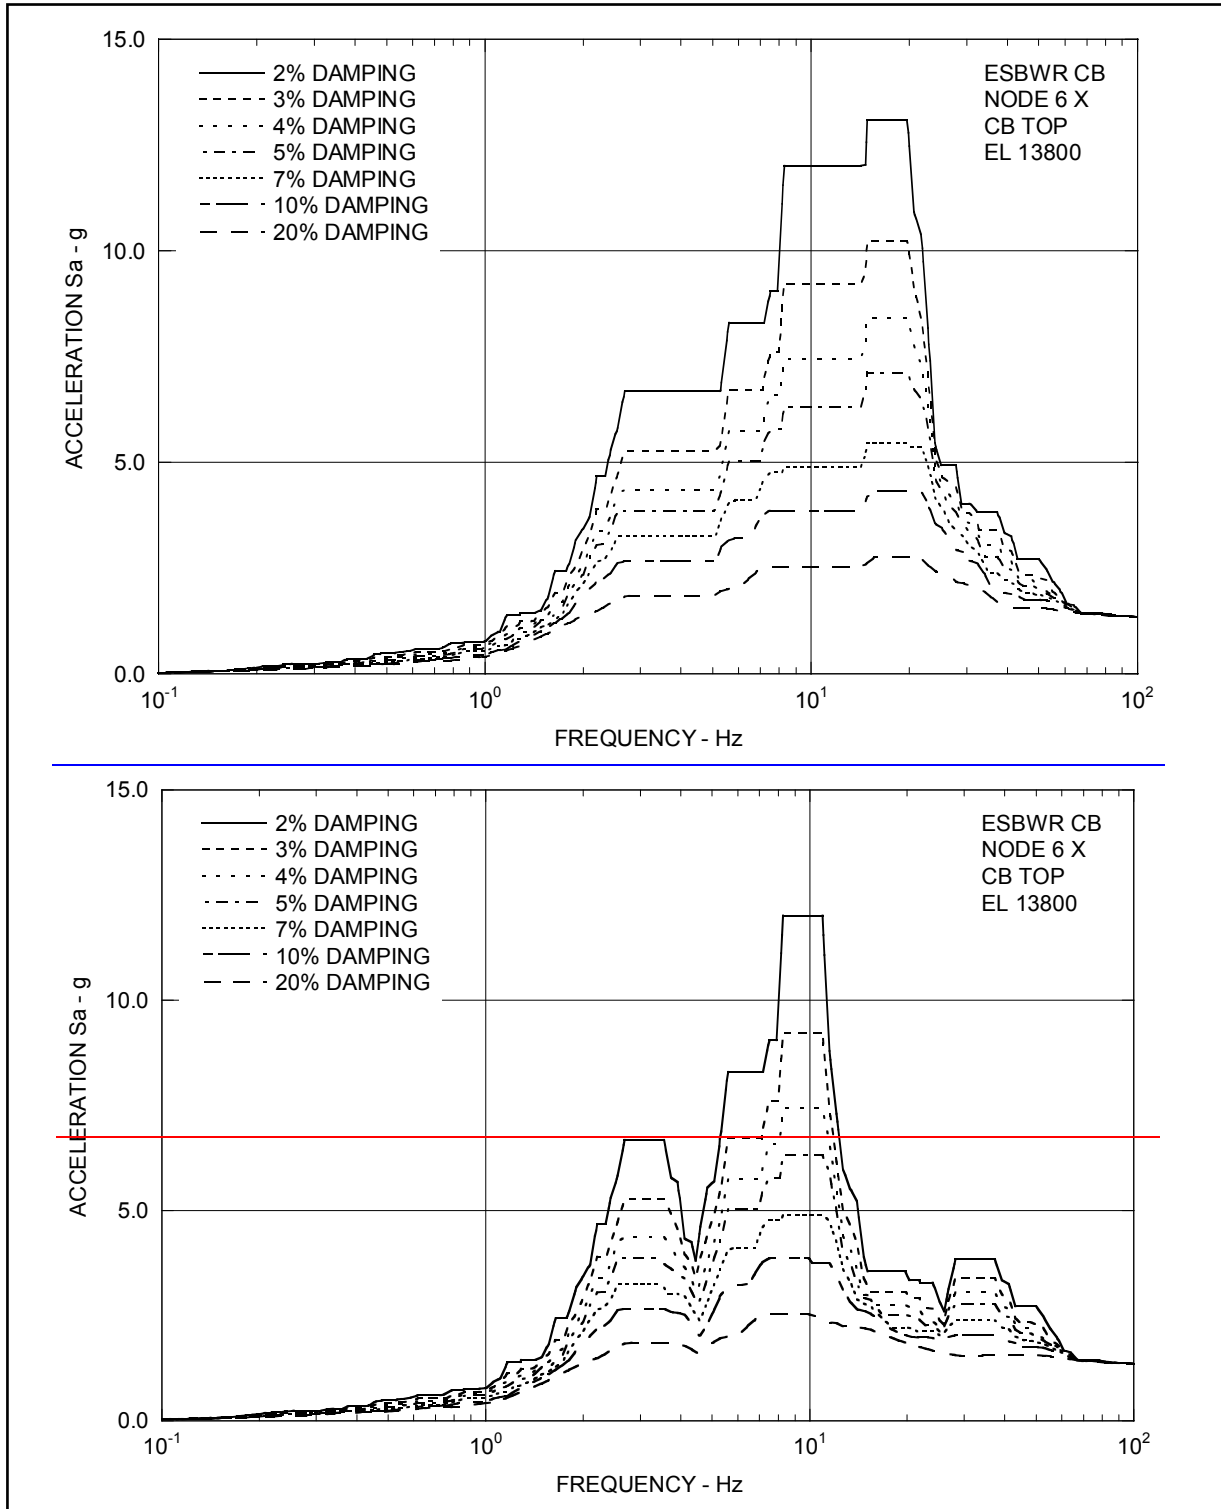 15.0
2% DAMPING
3% DAMPING
4% DAMPING
5% DAMPING
7% DAMPING
10% DAMPING
20% DAMPING
ESBWR CB
NODE 6 X
CB TOP
EL 13800
10.0
5.0
0.0
ACCELERATION Sa - g
10⁻¹
10⁰
10¹
10²
FREQUENCY - Hz
15.0
2% DAMPING
3% DAMPING
4% DAMPING
5% DAMPING
7% DAMPING
10% DAMPING
20% DAMPING
ESBWR CB
NODE 6 X
CB TOP
EL 13800
10.0
5.0
0.0
ACCELERATION Sa - g
10⁻¹
10⁰
10¹
10²
FREQUENCY - Hz